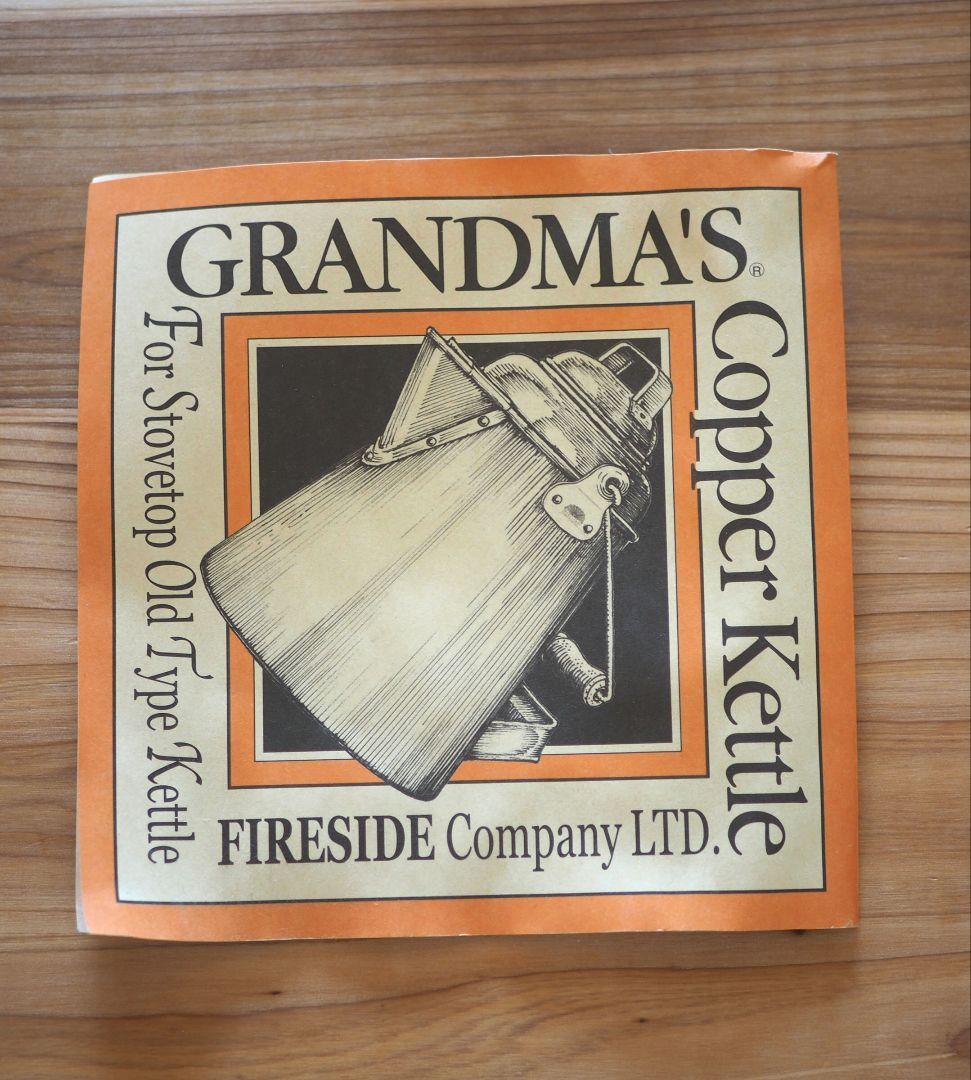 GRANDMA'S®
Copper Kettle
For Stovetop Old Type Kettle
FIRESIDE Company LTD.